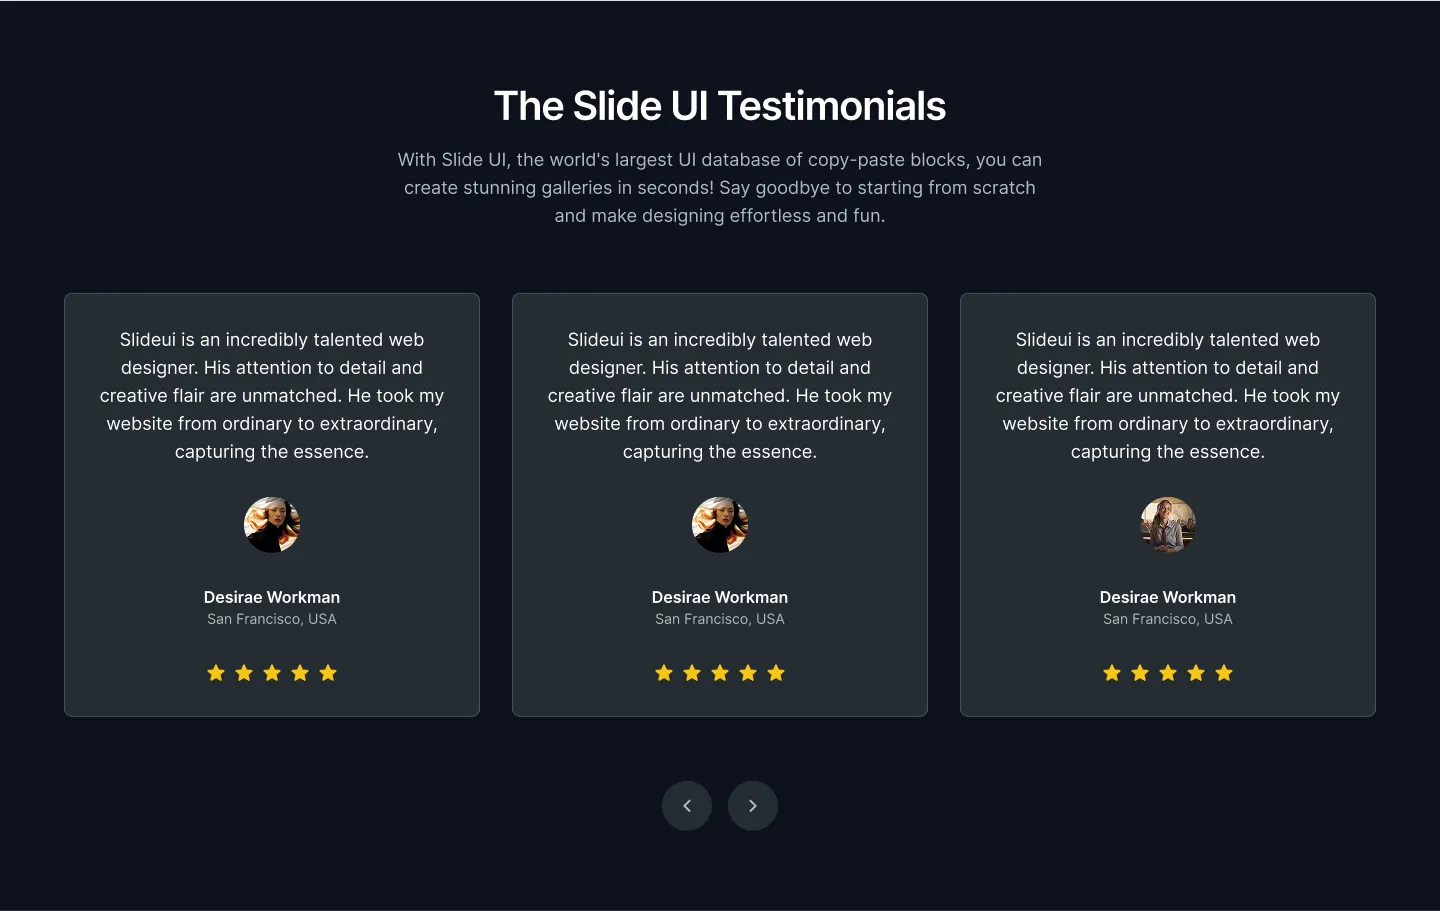 The Slide UI Testimonials
With Slide UI, the world's largest UI database of copy-paste blocks, you can
create stunning galleries in seconds! Say goodbye to starting from scratch
and make designing effortless and fun.
Slideui is an incredibly talented web
designer. His attention to detail and
creative flair are unmatched. He took my
website from ordinary to extraordinary,
capturing the essence.
Desirae Workman
San Francisco, USA
Slideui is an incredibly talented web
designer. His attention to detail and
creative flair are unmatched. He took my
website from ordinary to extraordinary,
capturing the essence.
Desirae Workman
San Francisco, USA
Slideui is an incredibly talented web
designer. His attention to detail and
creative flair are unmatched. He took my
website from ordinary to extraordinary,
capturing the essence.
Desirae Workman
San Francisco, USA